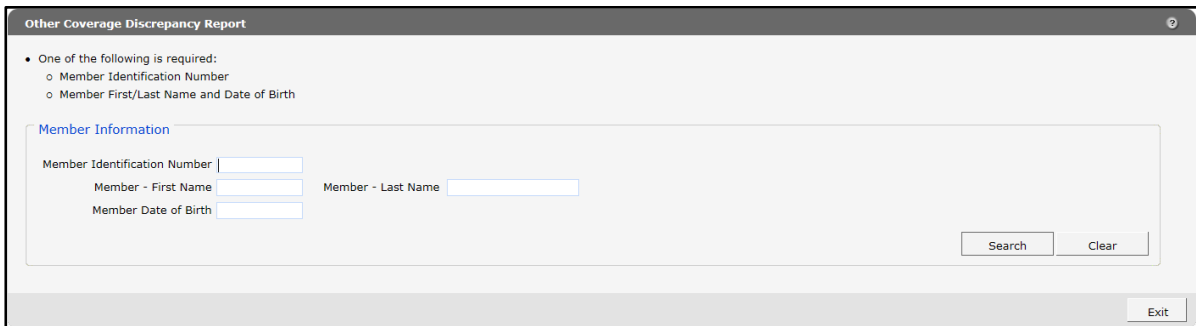 Other Coverage Discrepancy Report ?
• One of the following is required:
o Member Identification Number
o Member First/Last Name and Date of Birth
Member Information
Member Identification Number
Member - First Name Member - Last Name
Member Date of Birth
Search Clear
Exit